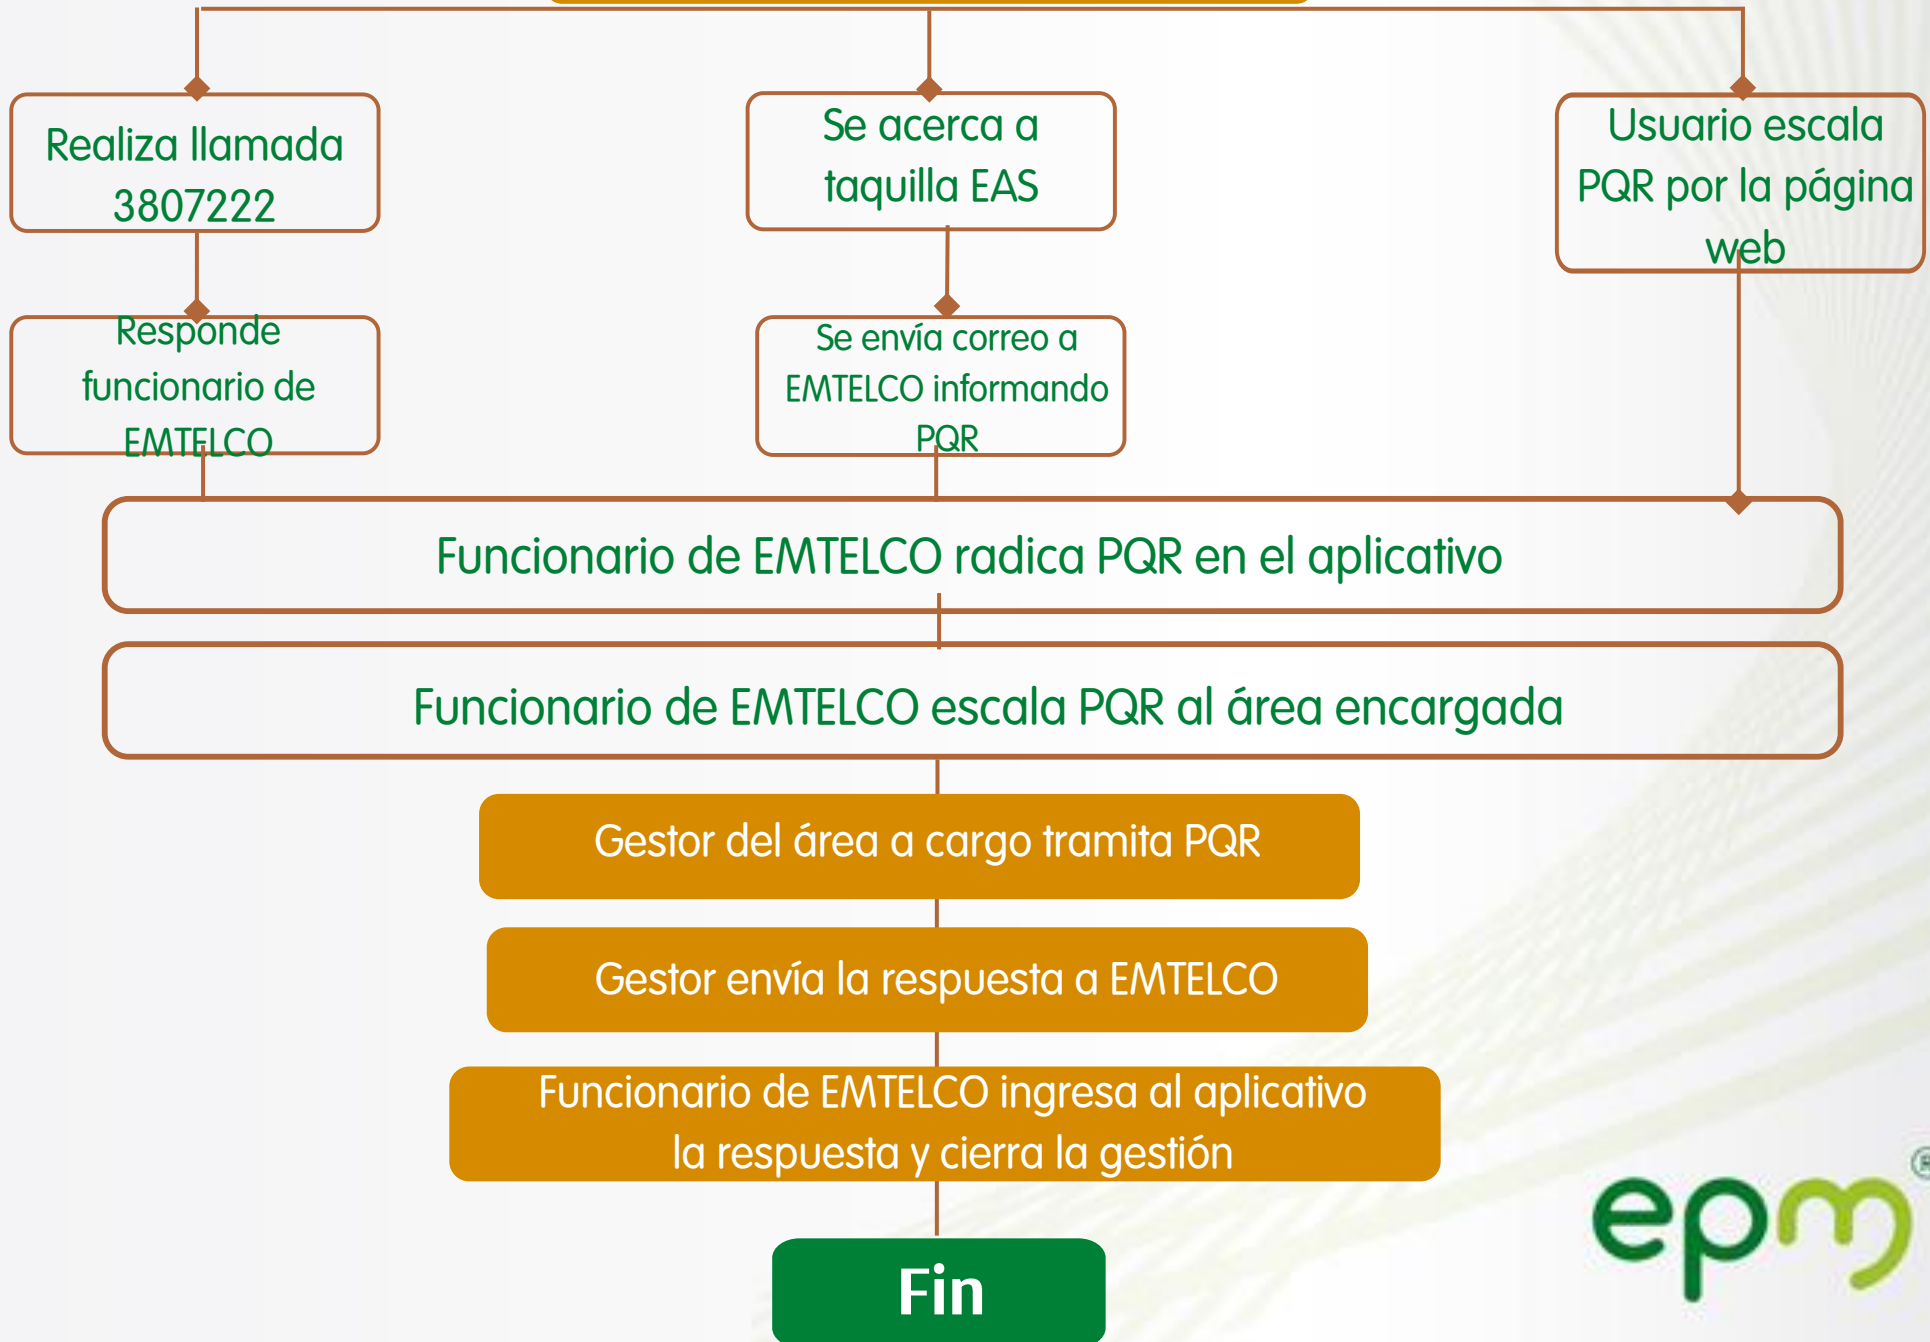 Realiza llamada
3807222
Se acerca a
taquilla EAS
Usuario escala
PQR por la página
web
Responde
funcionario de
EMTELCO
Se envía correo a
EMTELCO informando
PQR
Funcionario de EMTELCO radica PQR en el aplicativo
Funcionario de EMTELCO escala PQR al área encargada
Gestor del área a cargo tramita PQR
Gestor envía la respuesta a EMTELCO
Funcionario de EMTELCO ingresa al aplicativo
la respuesta y cierra la gestión
Fin
epm®